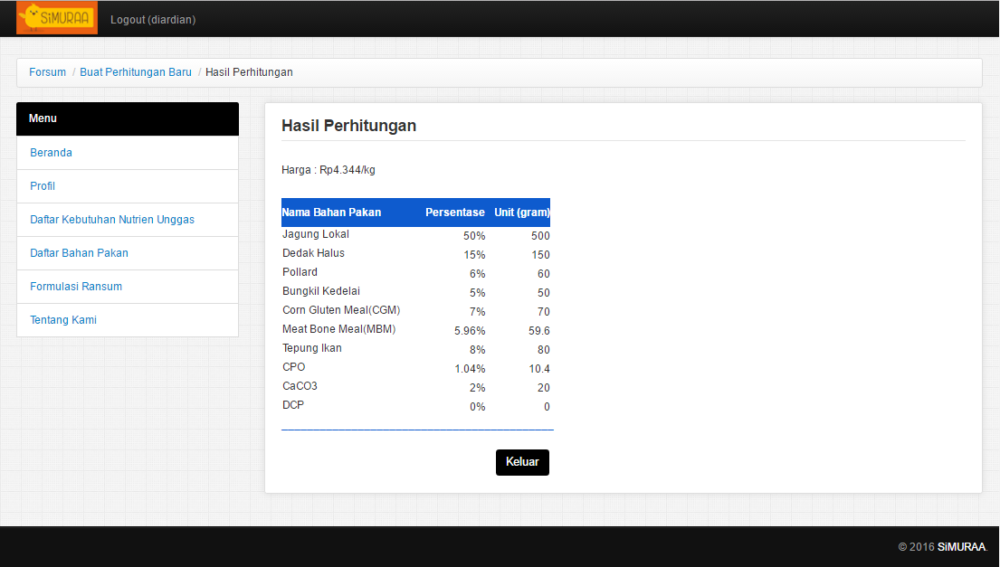 SiMURAA Logout (diardian)
Forsum / Buat Perhitungan Baru / Hasil Perhitungan
Menu
Beranda
Profil
Daftar Kebutuhan Nutrien Unggas
Daftar Bahan Pakan
Formulasi Ransum
Tentang Kami
Hasil Perhitungan
Harga : Rp4.344/kg
Nama Bahan Pakan Persentase Unit (gram)
Jagung Lokal 50% 500
Dedak Halus 15% 150
Pollard 6% 60
Bungkil Kedelai 5% 50
Corn Gluten Meal(CGM) 7% 70
Meat Bone Meal(MBM) 5.96% 59.6
Tepung Ikan 8% 80
CPO 1.04% 10.4
CaCO3 2% 20
DCP 0% 0
Keluar
© 2016 SiMURAA.